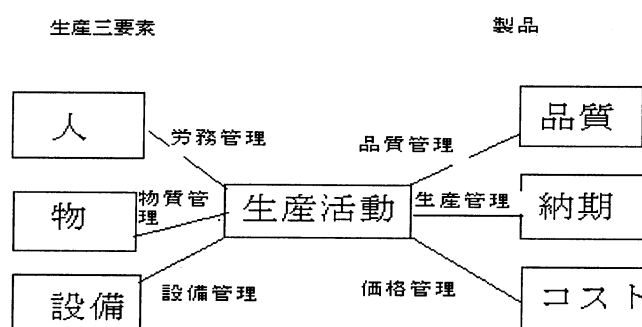 生産三要素
製品
人
労務管理
品質管理
品質
物
物質管
理
生産活動
生産管理
納期
設備
設備管理
価格管理
コスト